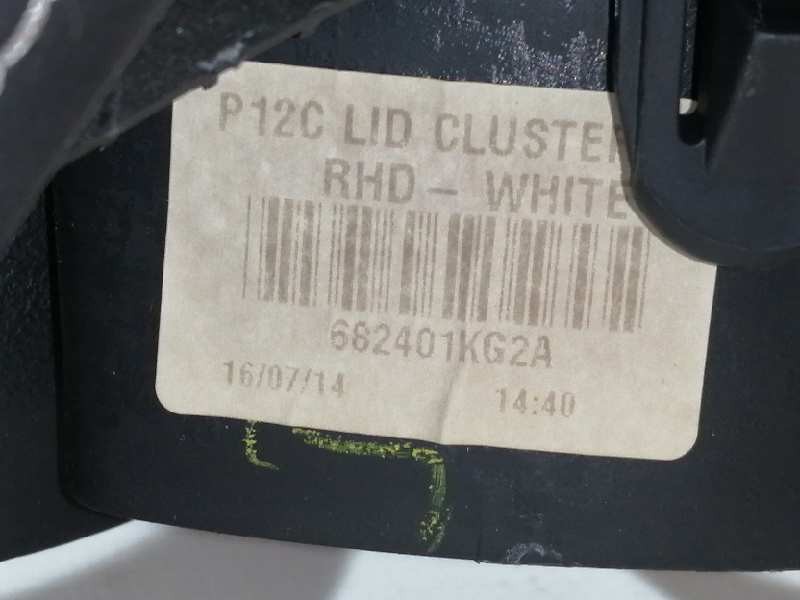 P12C LID CLUSTER
RHD - WHITE
682401KG2A
16/07/14 14:40